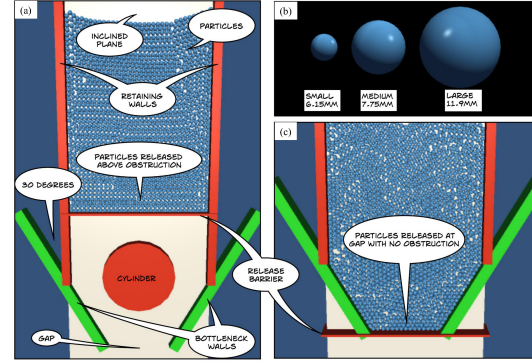 (a)
INCLINED
PLANE
PARTICLES
RETAINING
WALLS
PARTICLES RELEASED
ABOVE OBSTRUCTION
30 DEGREES
CYLINDER
RELEASE
BARRIER
GAP
BOTTLENECK
WALLS
(b)
SMALL
6.15MM
MEDIUM
7.75MM
LARGE
11.9MM
(c)
PARTICLES RELEASED AT
GAP WITH NO OBSTRUCTION